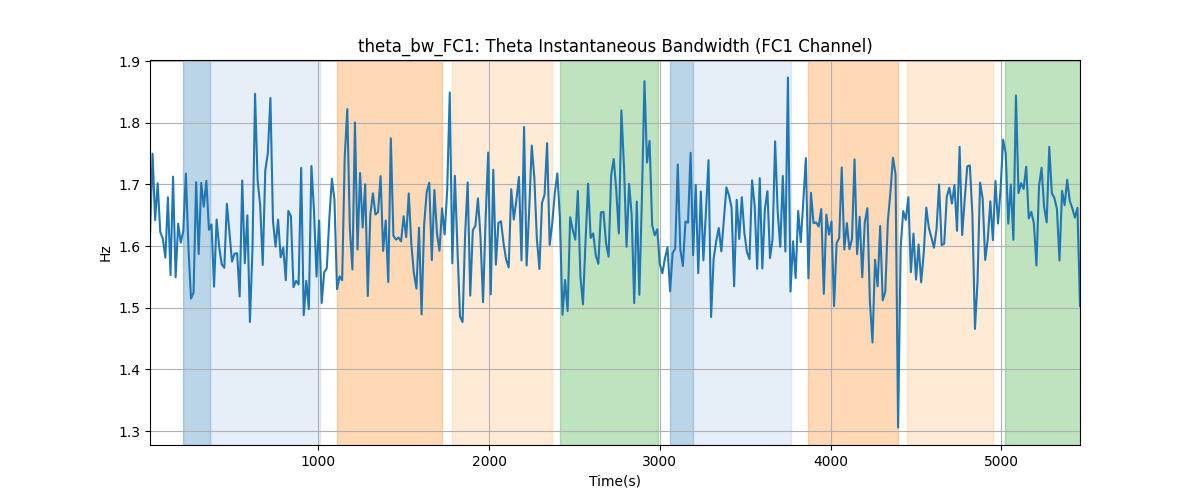 theta_bw_FC1: Theta Instantaneous Bandwidth (FC1 Channel)
1.9
1.8
1.7
1.6
1.5
1.4
1.3
Hz
1000 2000 3000 4000 5000
Time(s)